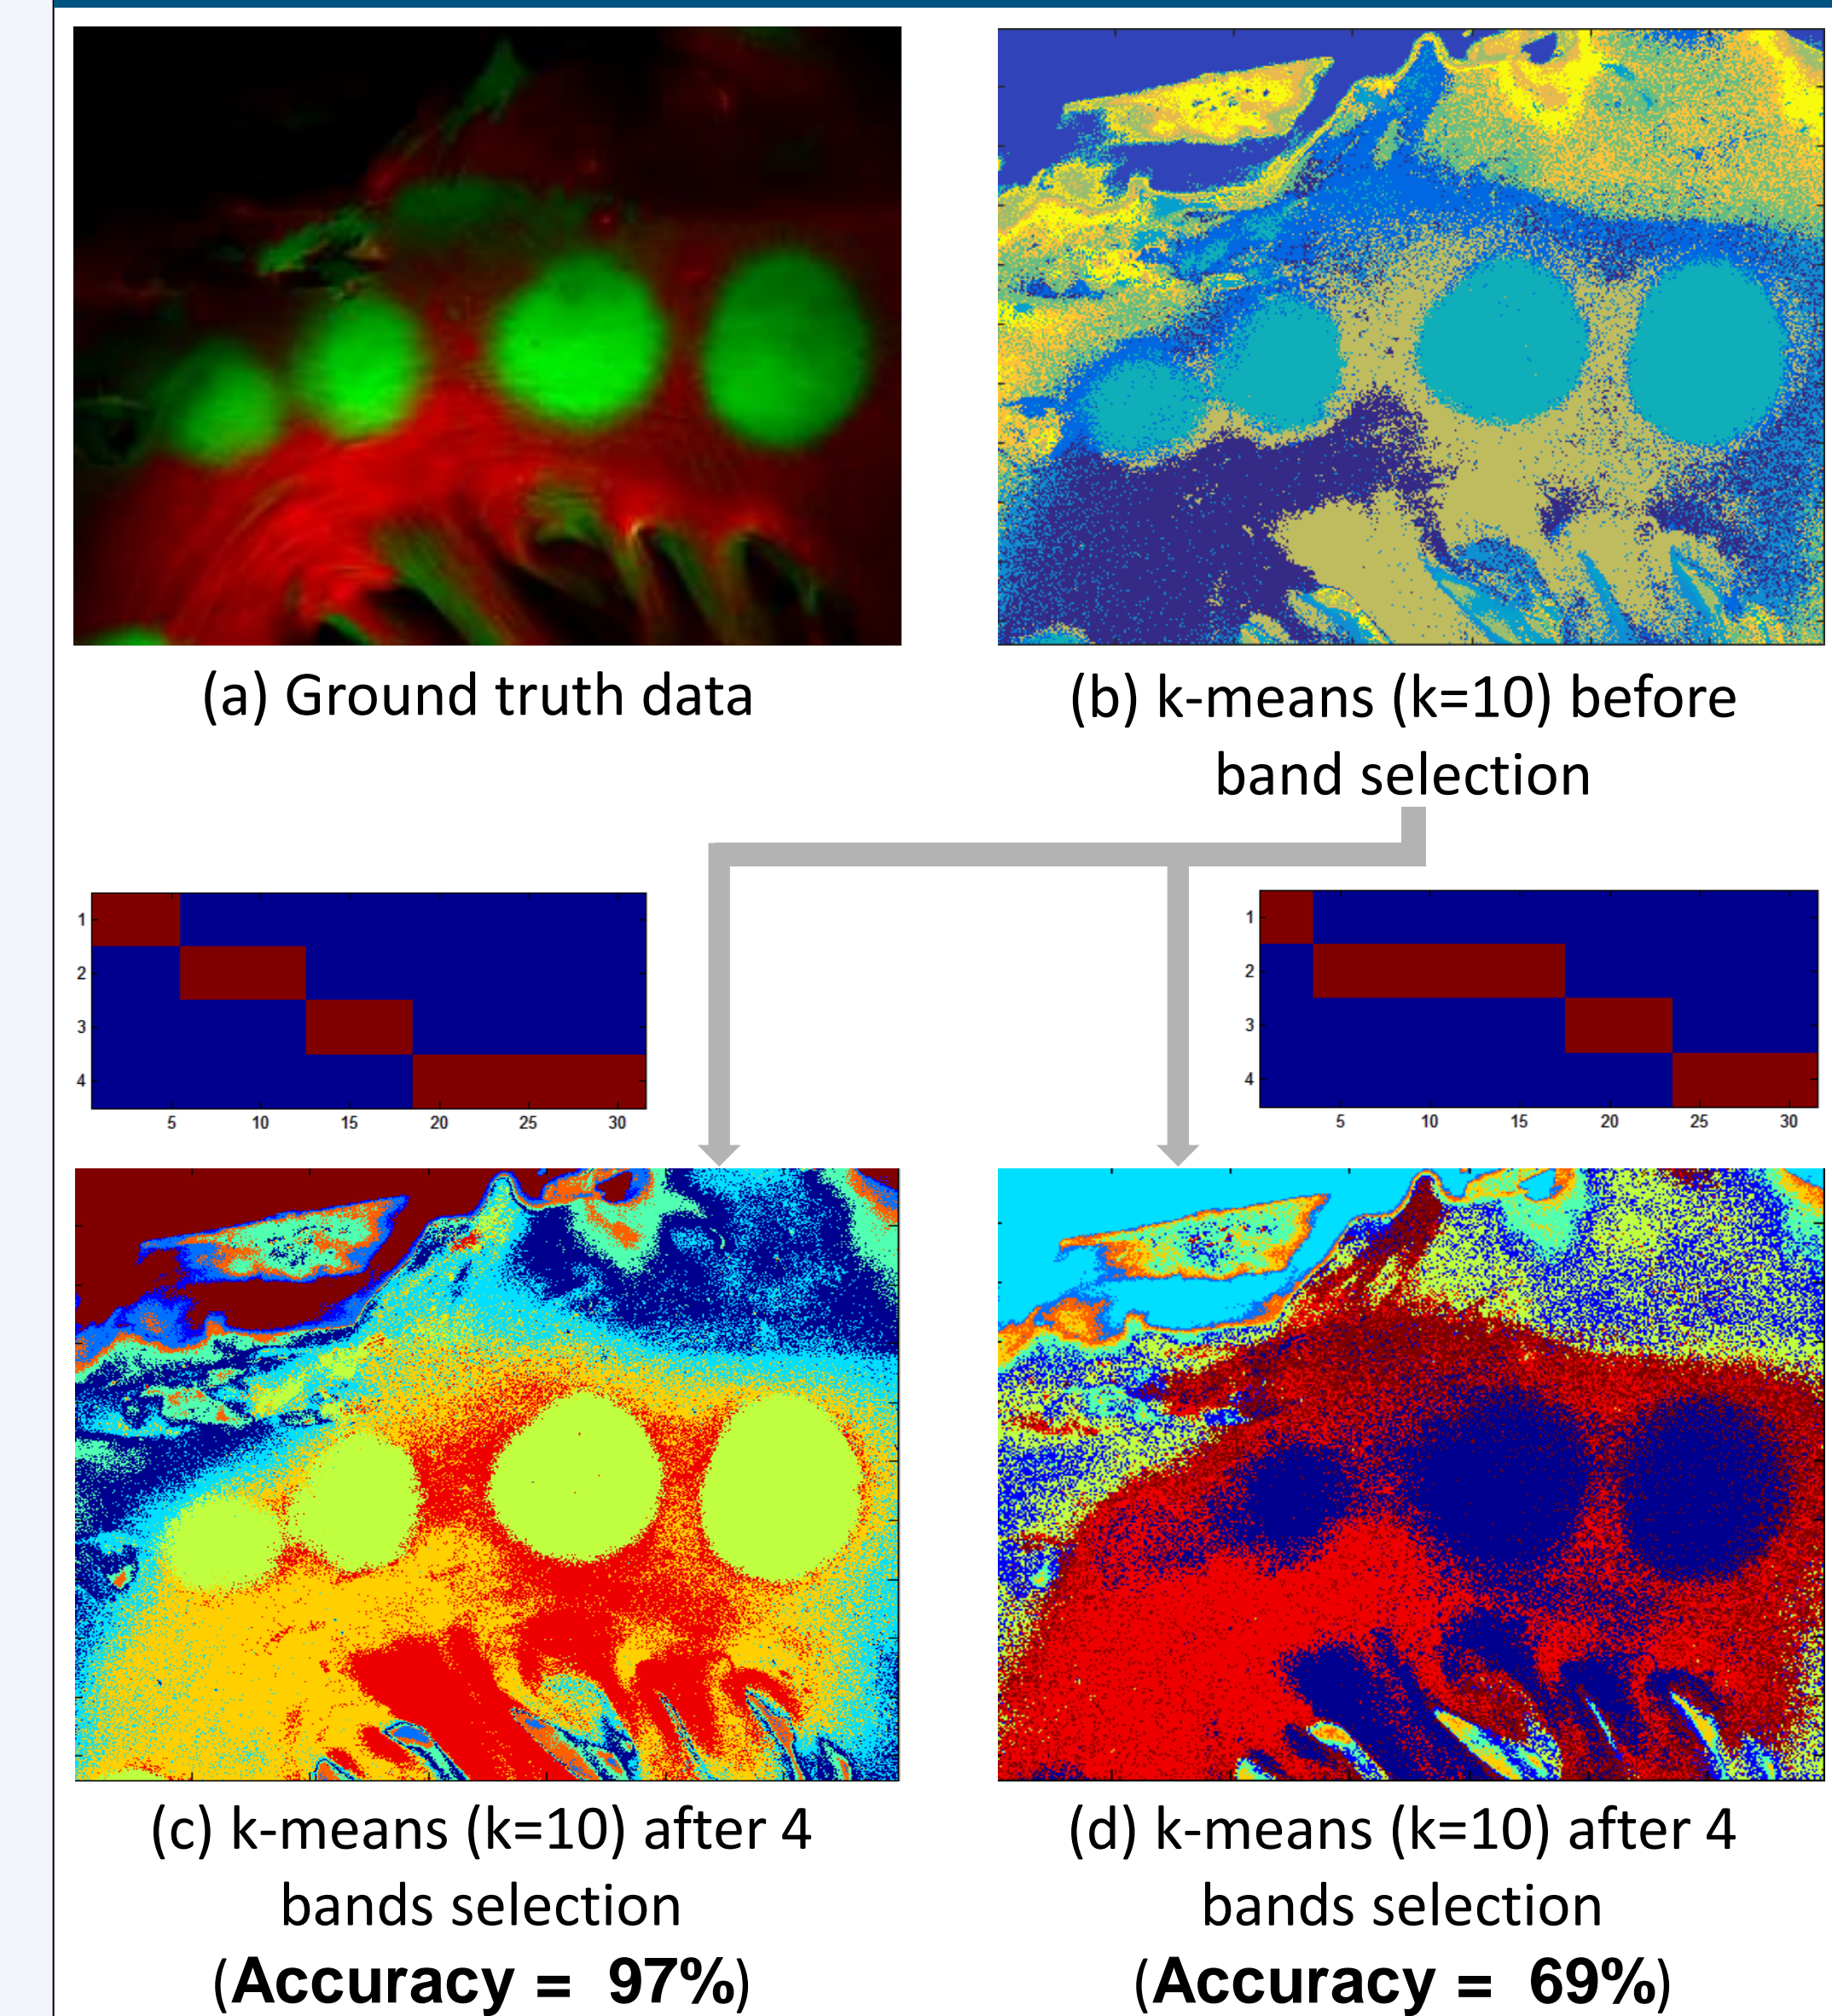 (a) Ground truth data
(b) k-means (k=10) before
band selection
1
2
3
4
5 10 15 20 25 30
1
2
3
4
5 10 15 20 25 30
(c) k-means (k=10) after 4
bands selection
(Accuracy = 97%)
(d) k-means (k=10) after 4
bands selection
(Accuracy = 69%)